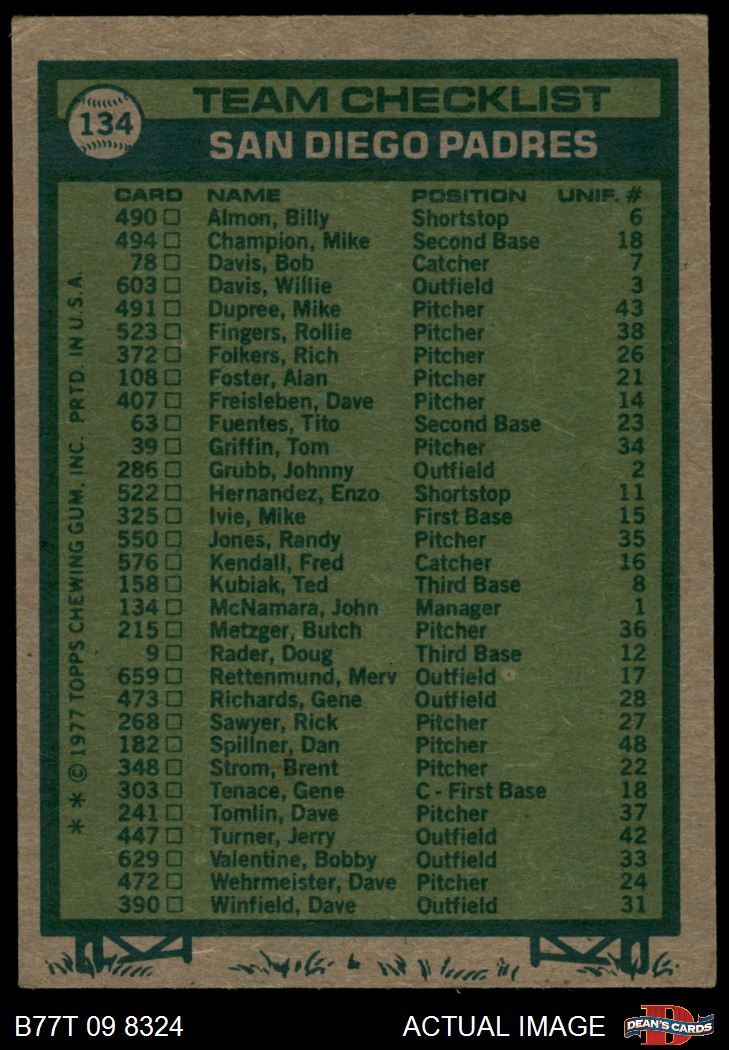 134
TEAM CHECKLIST
SAN DIEGO PADRES
CARD NAME POSITION UNIF. #
490 Almon, Billy Shortstop 6
494 Champion, Mike Second Base 18
78 Davis, Bob Catcher 7
603 Davis, Willie Outfield 3
491 Dupree, Mike Pitcher 43
523 Fingers, Rollie Pitcher 38
372 Folkers, Rich Pitcher 26
108 Foster, Alan Pitcher 21
407 Freisleben, Dave Pitcher 14
63 Fuentes, Tito Second Base 23
39 Griffin, Tom Pitcher 34
286 Grubb, Johnny Outfield 2
522 Hernandez, Enzo Shortstop 11
325 Ivie, Mike First Base 15
550 Jones, Randy Pitcher 35
576 Kendall, Fred Catcher 16
158 Kubiak, Ted Third Base 8
134 McNamara, John Manager 1
215 Metzger, Butch Pitcher 36
9 Rader, Doug Third Base 12
659 Rettenmund, Merv Outfield 17
473 Richards, Gene Outfield 28
268 Sawyer, Rick Pitcher 27
182 Spillner, Dan Pitcher 48
348 Strom, Brent Pitcher 22
303 Tenace, Gene C - First Base 18
241 Tomlin, Dave Pitcher 37
447 Turner, Jerry Outfield 42
629 Valentine, Bobby Outfield 33
472 Wehrmeister, Dave Pitcher 24
390 Winfield, Dave Outfield 31
* * © 1977 TOPPS CHEWING GUM, INC. PRTD. IN U.S.A.
B77T 09 8324 ACTUAL IMAGE
D
DEAN'S CARDS